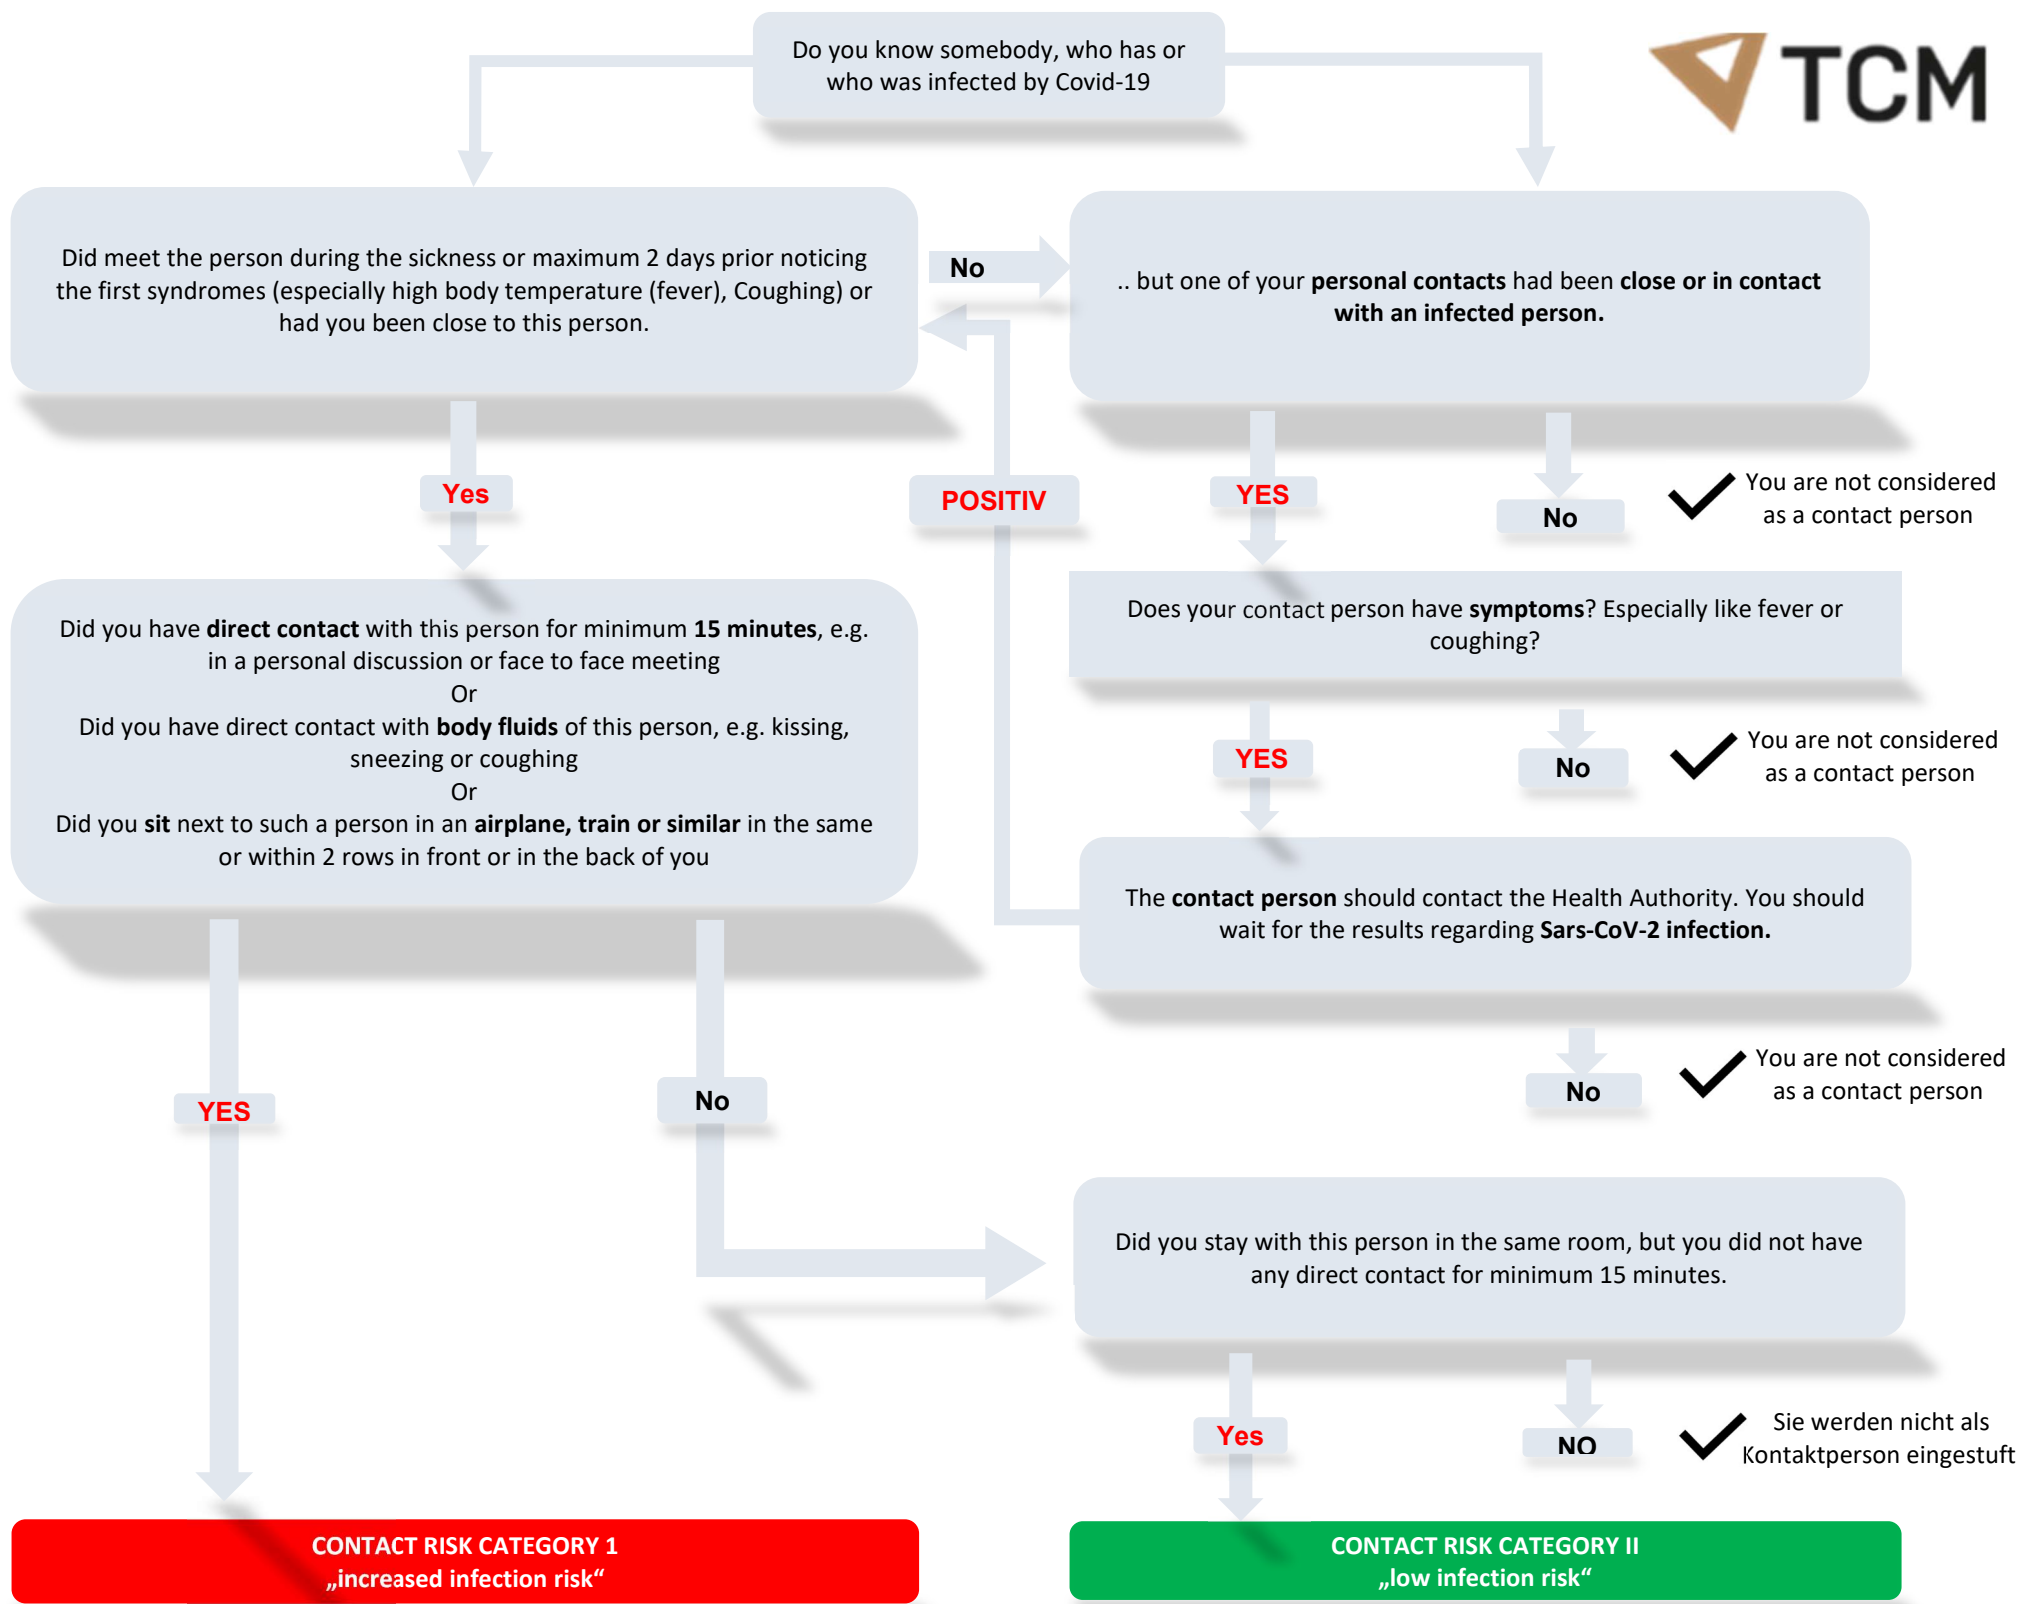 Do you know somebody, who has or
who was infected by Covid-19
TCM
Did meet the person during the sickness or maximum 2 days prior noticing
the first syndromes (especially high body temperature (fever), Coughing) or
had you been close to this person.
No
.. but one of your personal contacts had been close or in contact
with an infected person.
Yes
POSITIV
YES
No
You are not considered
as a contact person
Did you have direct contact with this person for minimum 15 minutes, e.g.
in a personal discussion or face to face meeting
Or
Did you have direct contact with body fluids of this person, e.g. kissing,
sneezing or coughing
Or
Did you sit next to such a person in an airplane, train or similar in the same
or within 2 rows in front or in the back of you
Does your contact person have symptoms? Especially like fever or
coughing?
YES
No
You are not considered
as a contact person
The contact person should contact the Health Authority. You should
wait for the results regarding Sars-CoV-2 infection.
No
You are not considered
as a contact person
YES
No
Did you stay with this person in the same room, but you did not have
any direct contact for minimum 15 minutes.
Yes
NO
Sie werden nicht als
Kontaktperson eingestuft
CONTACT RISK CATEGORY 1
„increased infection risk“
CONTACT RISK CATEGORY II
„low infection risk“